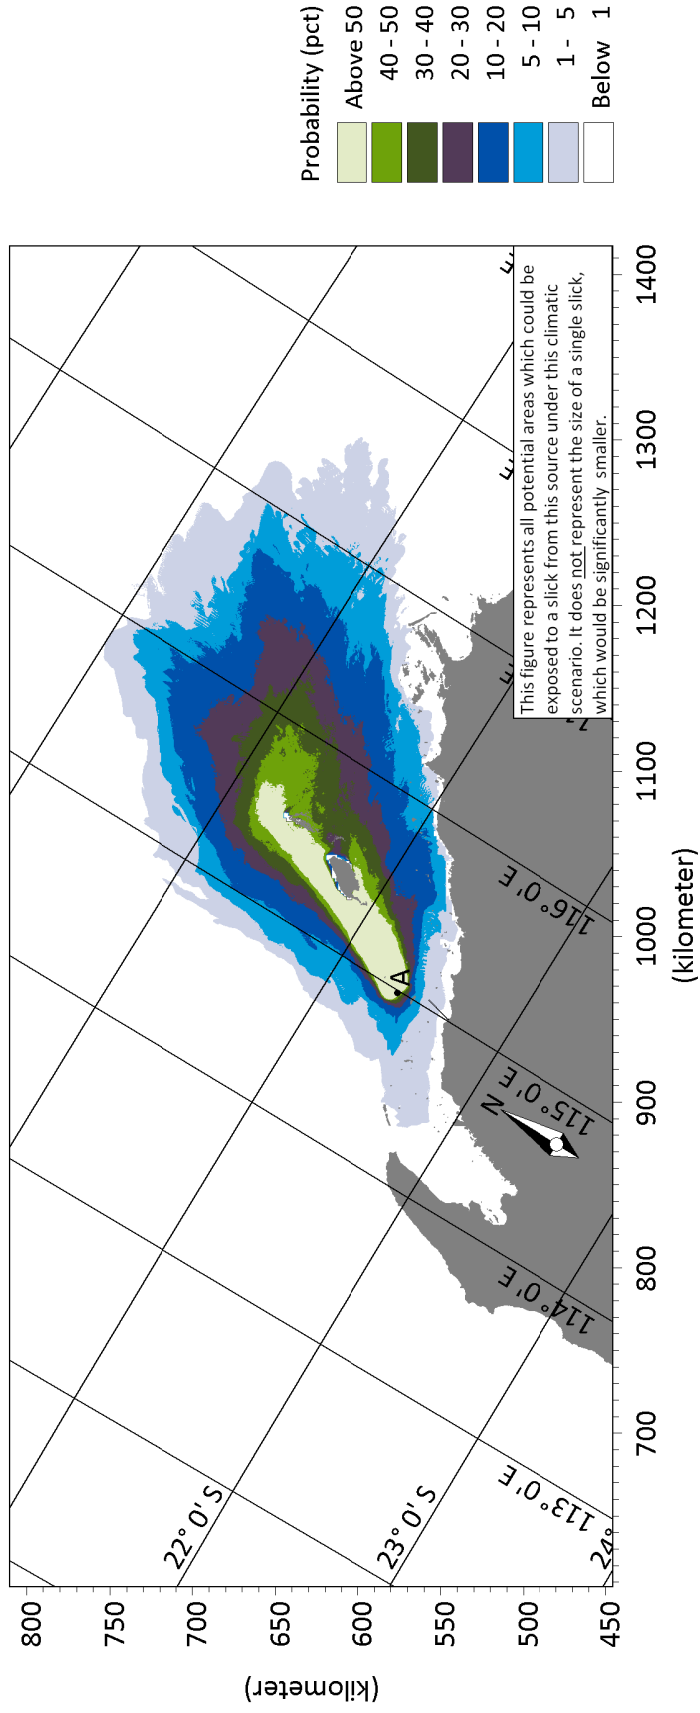 Probability (pct)
Above 50
40 - 50
30 - 40
20 - 30
10 - 20
5 - 10
1 - 5
Below 1
800
750
700
650
600
550
500
450
(kilometer)
22° 0' S
23° 0' S
24°
113° 0' E
114° 0' E
115° 0' E
116° 0' E
E
E
E
E
N
A
This figure represents all potential areas which could be
exposed to a slick from this source under this climatic
scenario. It does not represent the size of a single slick,
which would be significantly smaller.
700
800
900
1000
1100
1200
1300
1400
(kilometer)